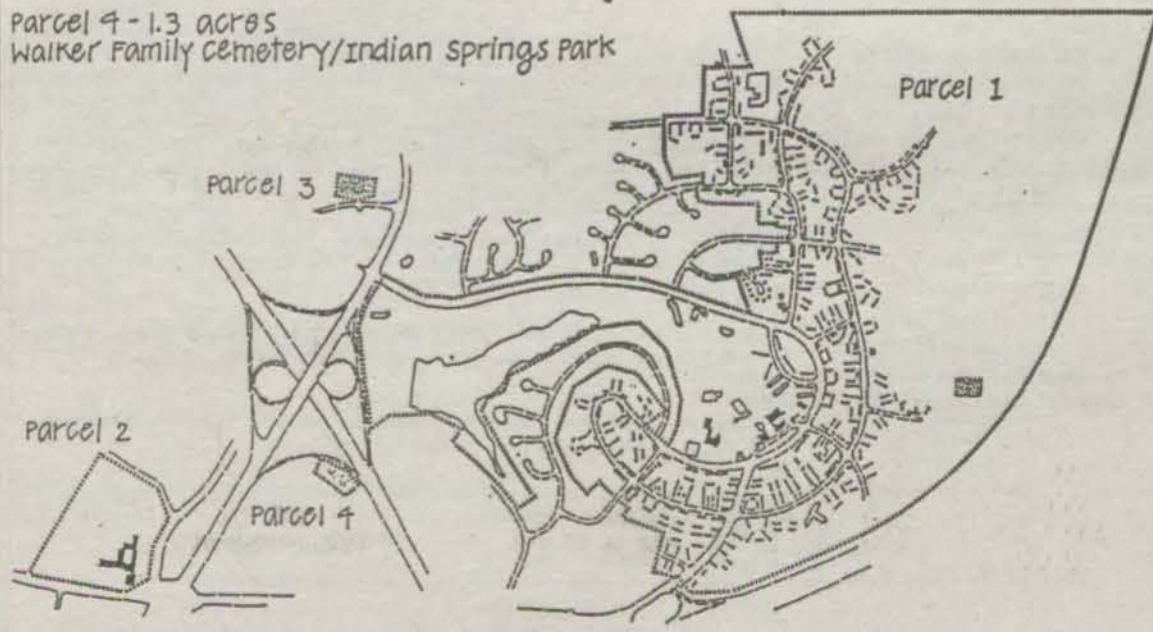 Parcel 4 - 1.3 acres
Walker Family Cemetery/Indian Springs Park
Parcel 1
Parcel 3
Parcel 2
Parcel 4